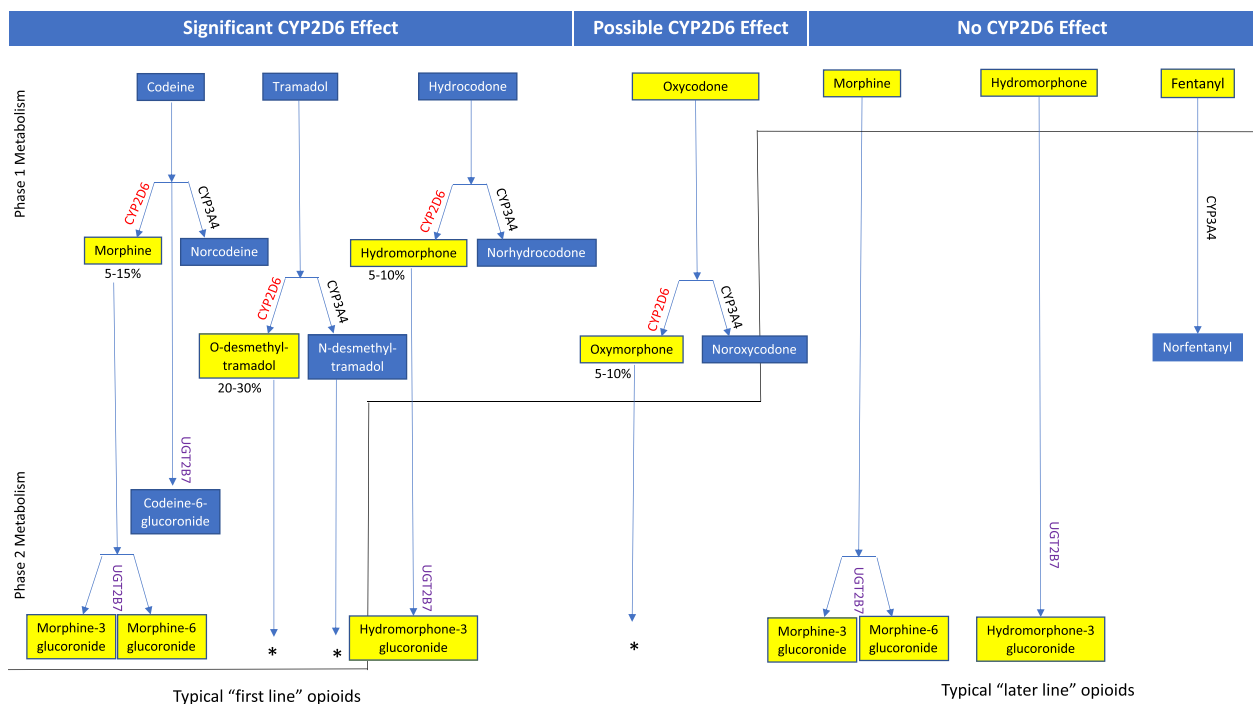 Significant CYP2D6 Effect
Possible CYP2D6 Effect
No CYP2D6 Effect
Phase 1 Metabolism
Codeine
Tramadol
Hydrocodone
Oxycodone
Morphine
Hydromorphone
Fentanyl
CYP2D6
CYP3A4
Morphine
5-15%
Norcodeine
CYP2D6
CYP3A4
Hydromorphone
5-10%
Norhydrocodone
CYP3A4
CYP2D6
CYP3A4
O-desmethyl-
tramadol
20-30%
N-desmethyl-
tramadol
CYP2D6
CYP3A4
Oxymorphone
5-10%
Noroxycodone
Norfentanyl
Phase 2 Metabolism
UGT2B7
Codeine-6-
glucoronide
UGT2B7
Morphine-3
glucoronide
Morphine-6
glucoronide
*
*
UGT2B7
Hydromorphone-3
glucoronide
*
UGT2B7
Morphine-3
glucoronide
Morphine-6
glucoronide
UGT2B7
Hydromorphone-3
glucoronide
Typical “first line” opioids
Typical “later line” opioids